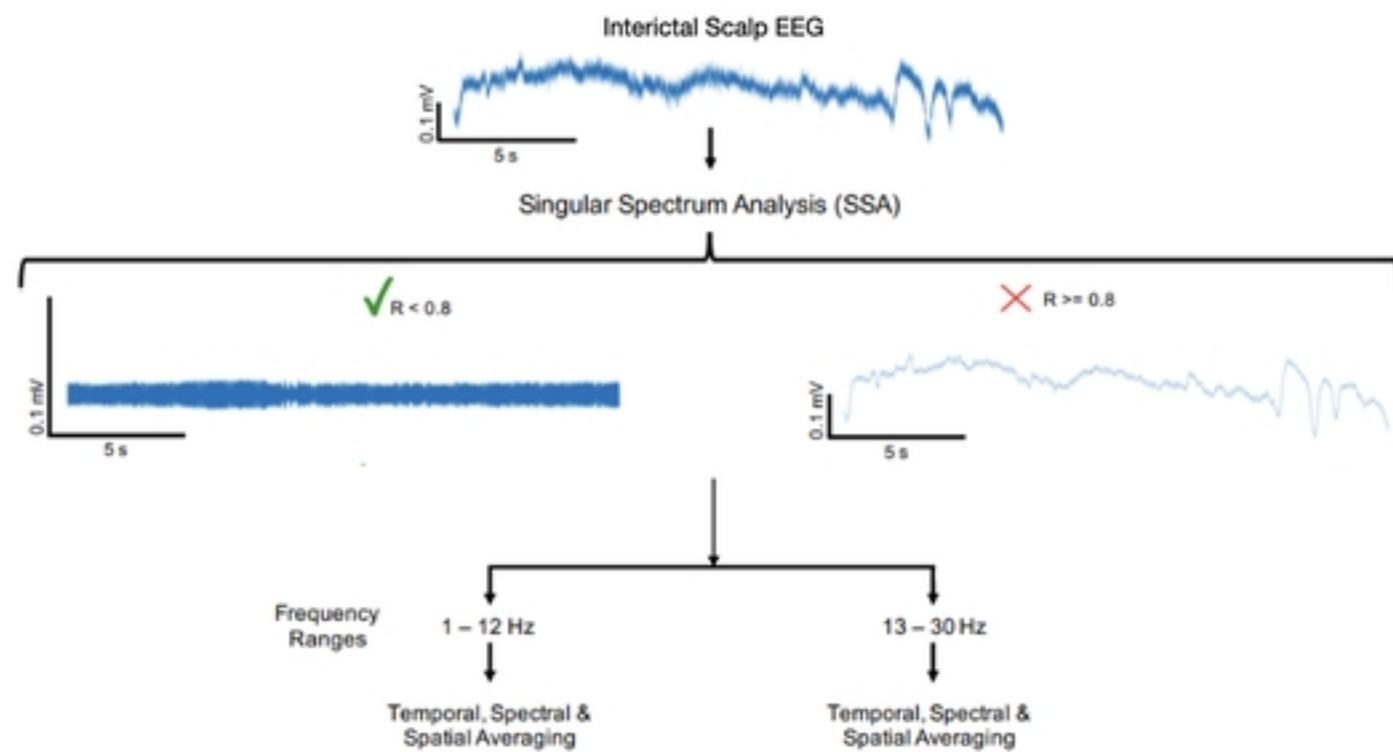 Interictal Scalp EEG
0.1 mV
5 s
Singular Spectrum Analysis (SSA)
R < 0.8
R >= 0.8
0.1 mV
5 s
0.1 mV
5 s
Frequency
Ranges
1 – 12 Hz
13 – 30 Hz
Temporal, Spectral &
Spatial Averaging
Temporal, Spectral &
Spatial Averaging